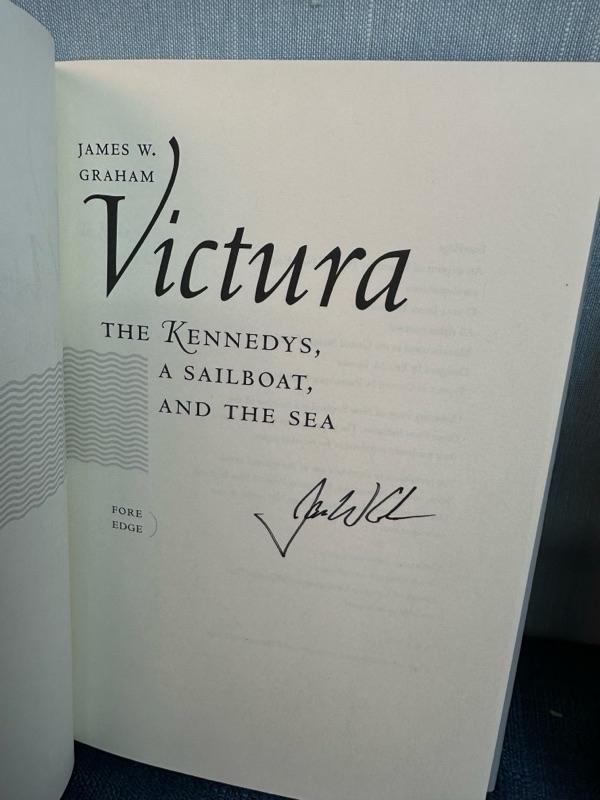 JAMES W.
GRAHAM
Victura
THE KENNEDYS,
A SAILBOAT,
AND THE SEA
FORE
EDGE